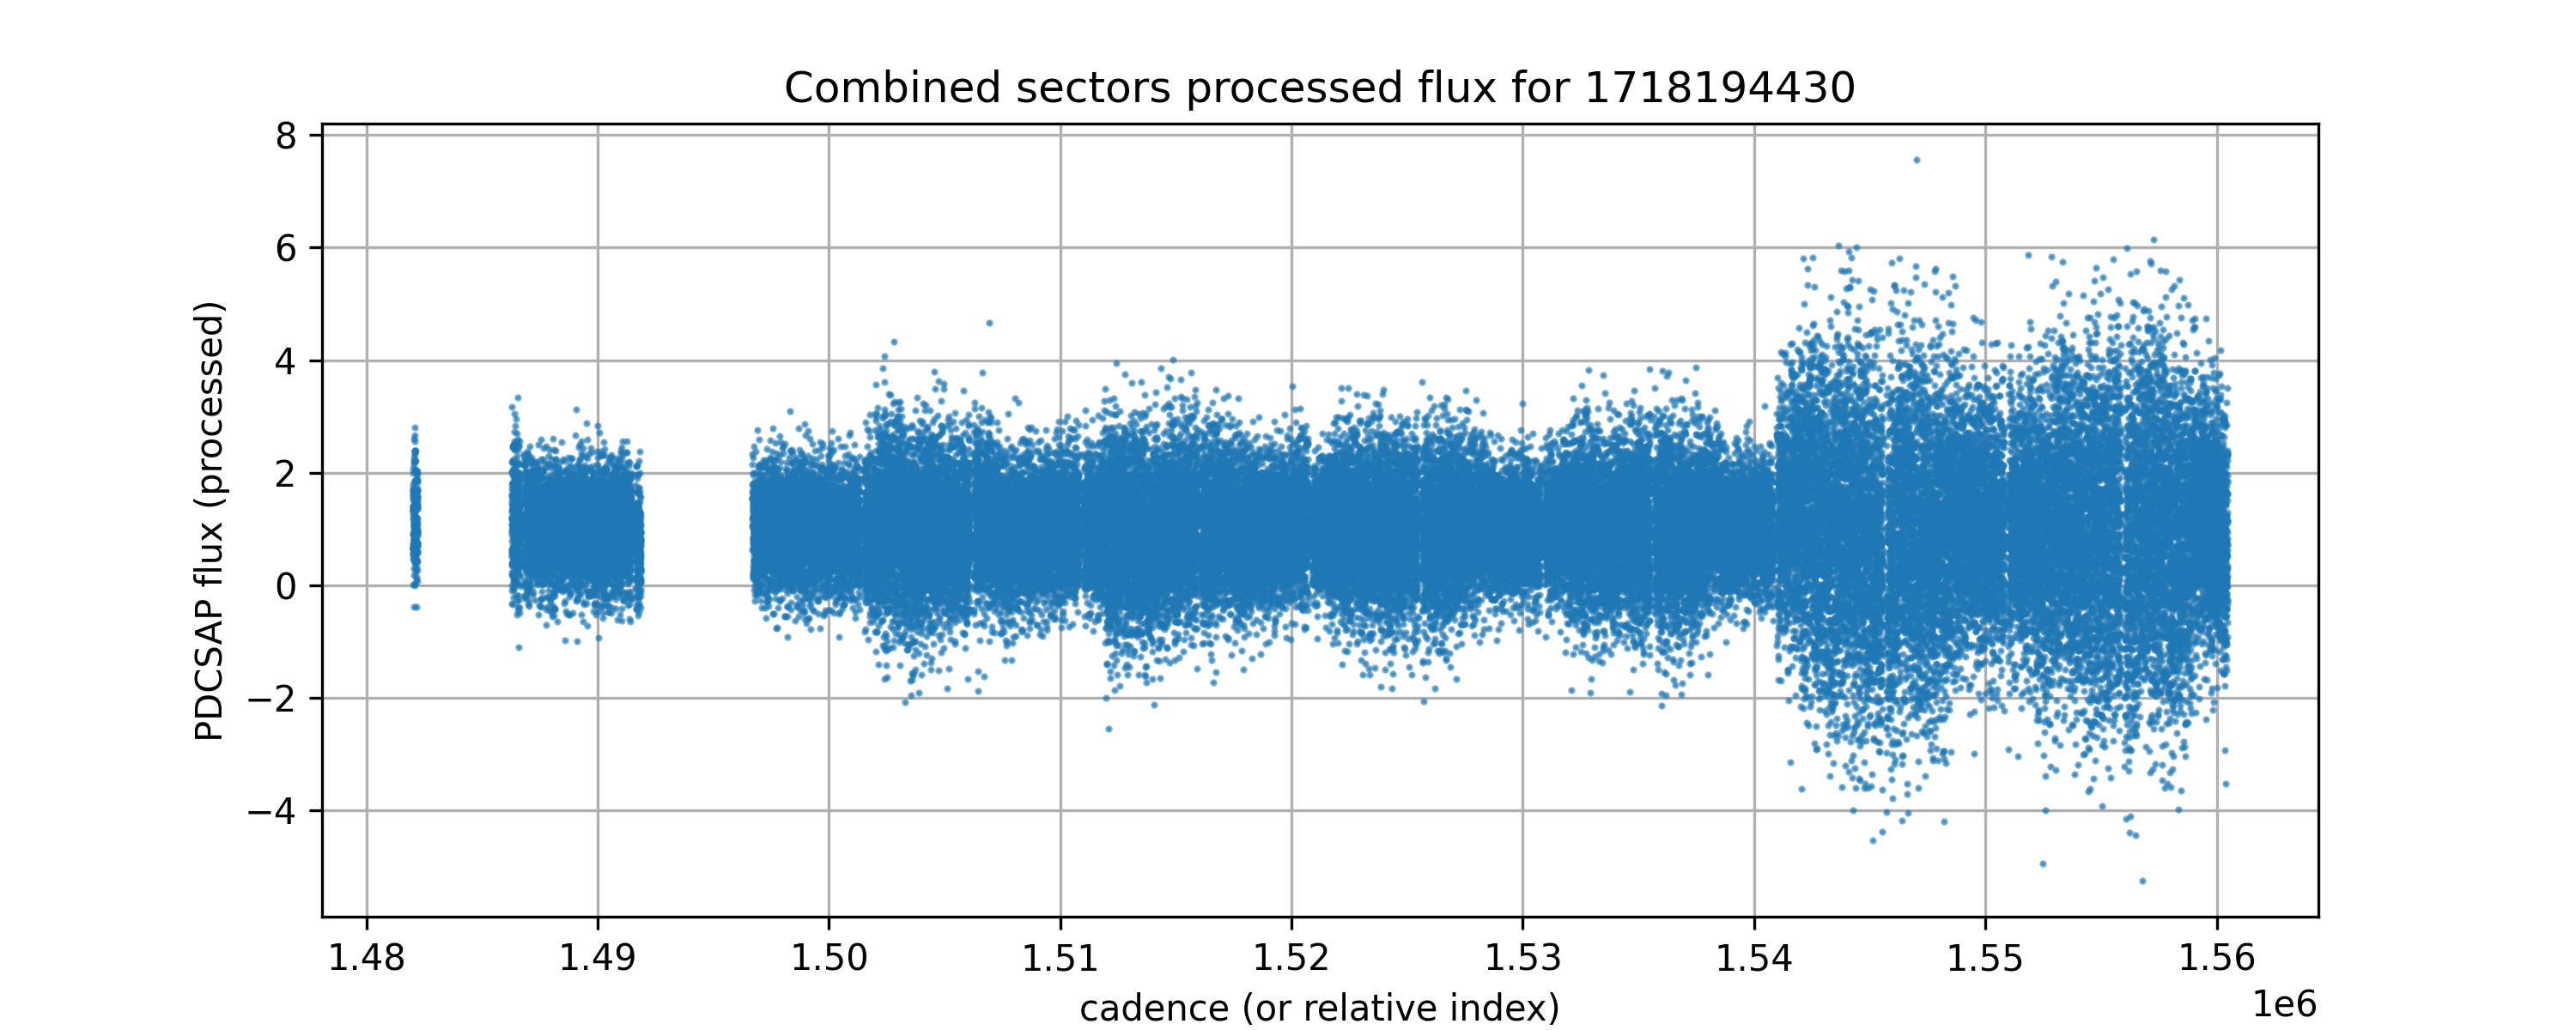 Combined sectors processed flux for 1718194430
PDCSAP flux (processed)
8
6
4
2
0
−2
−4
1.48 1.49 1.50 1.51 1.52 1.53 1.54 1.55 1.56
1e6
cadence (or relative index)